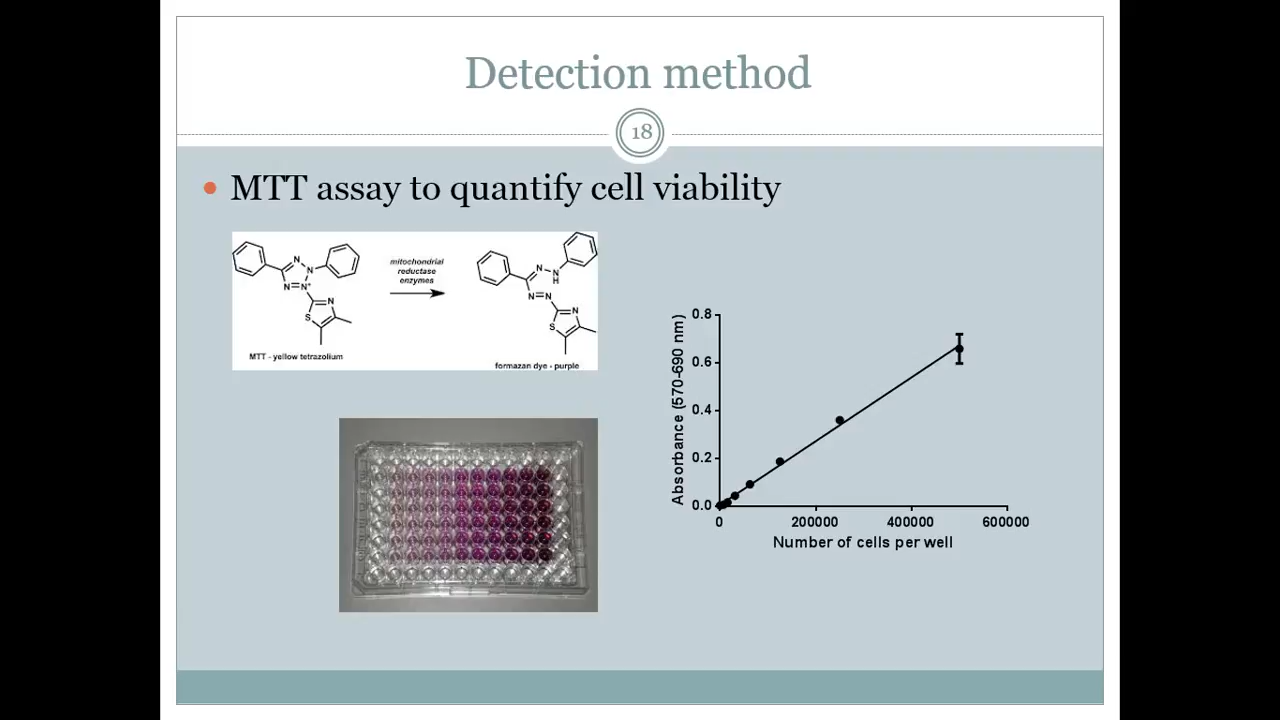 Detection method
18
MTT assay to quantify cell viability
mitochondrial
reductase
enzymes
N
N
N
N+
N
S
MTT - yellow tetrazolium
N
N
H
N
N
N
S
formazan dye - purple
Absorbance (570-690 nm)
0.8
0.6
0.4
0.2
0.0
0
200000
400000
600000
Number of cells per well